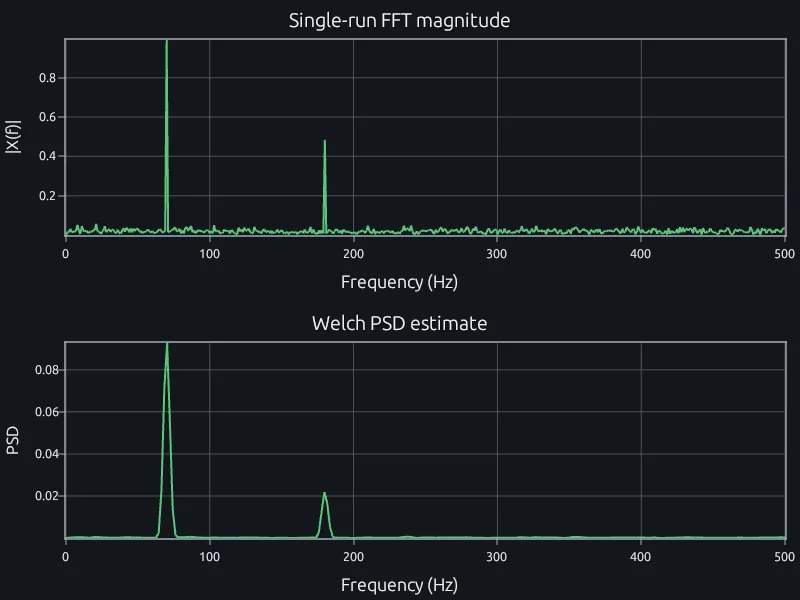 Single-run FFT magnitude
|X(f)|
0.8
0.6
0.4
0.2
0 100 200 300 400 500
Frequency (Hz)
Welch PSD estimate
PSD
0.08
0.06
0.04
0.02
0 100 200 300 400 500
Frequency (Hz)